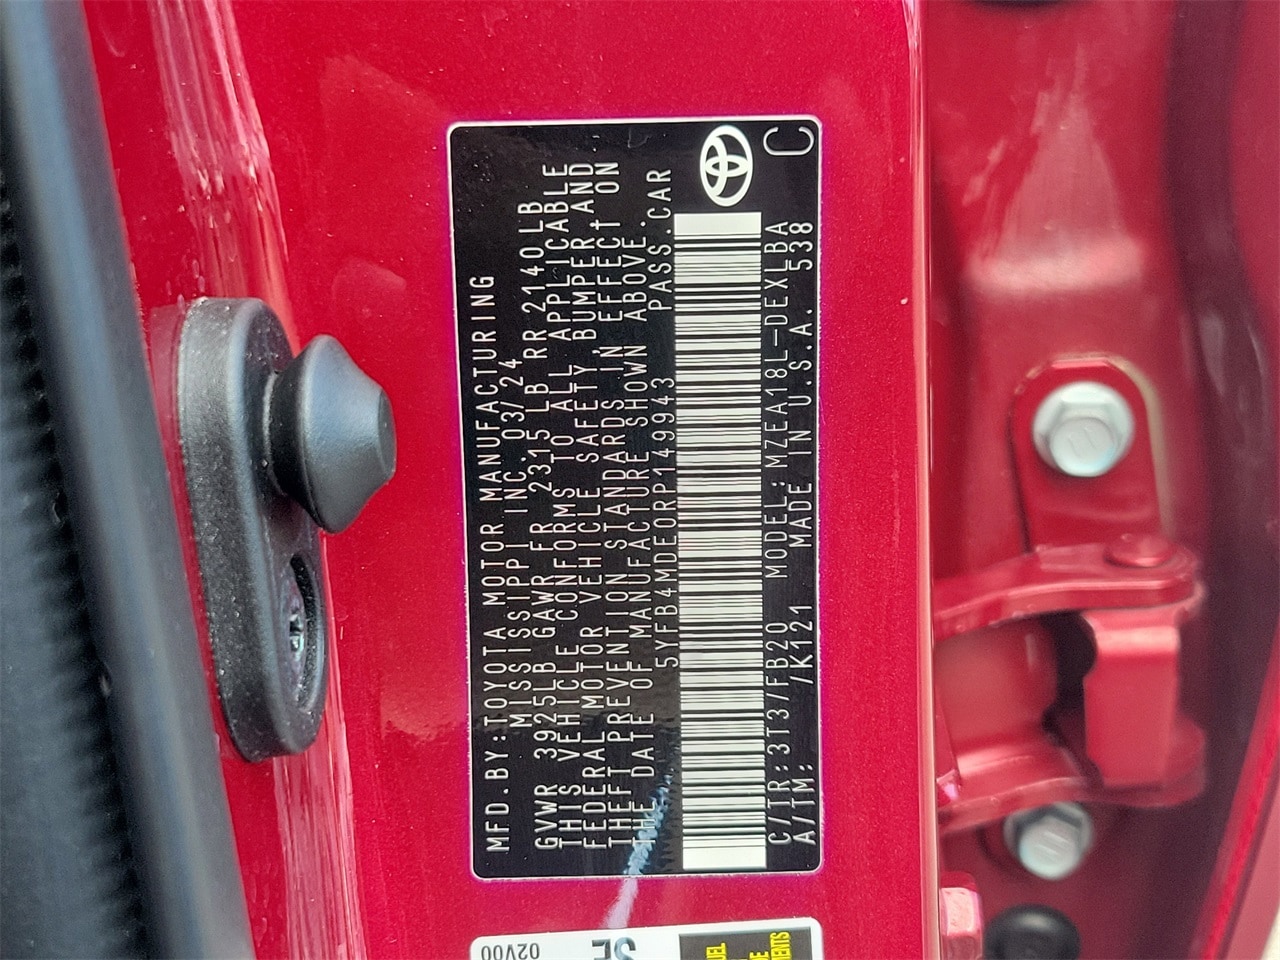 MFD.BY:TOYOTA MOTOR MANUFACTURING
MISSISSIPPI INC. 03/24
GVWR 3925LB GAWR FR 2315 LB RR 2140 LB
THIS VEHICLE CONFORMS TO ALL APPLICABLE
FEDERAL MOTOR VEHICLE SAFETY, BUMPER, AND
THEFT PREVENTION STANDARDS IN EFFECT ON
THE DATE OF MANUFACTURE SHOWN ABOVE.
5YFB4MDE0RP149943 PASS.CAR
C/TR:3T3/FB20 MODEL:MZEA18L-DEXLBA
A/TM: /K121 MADE IN U.S.A. 538
C
02V00